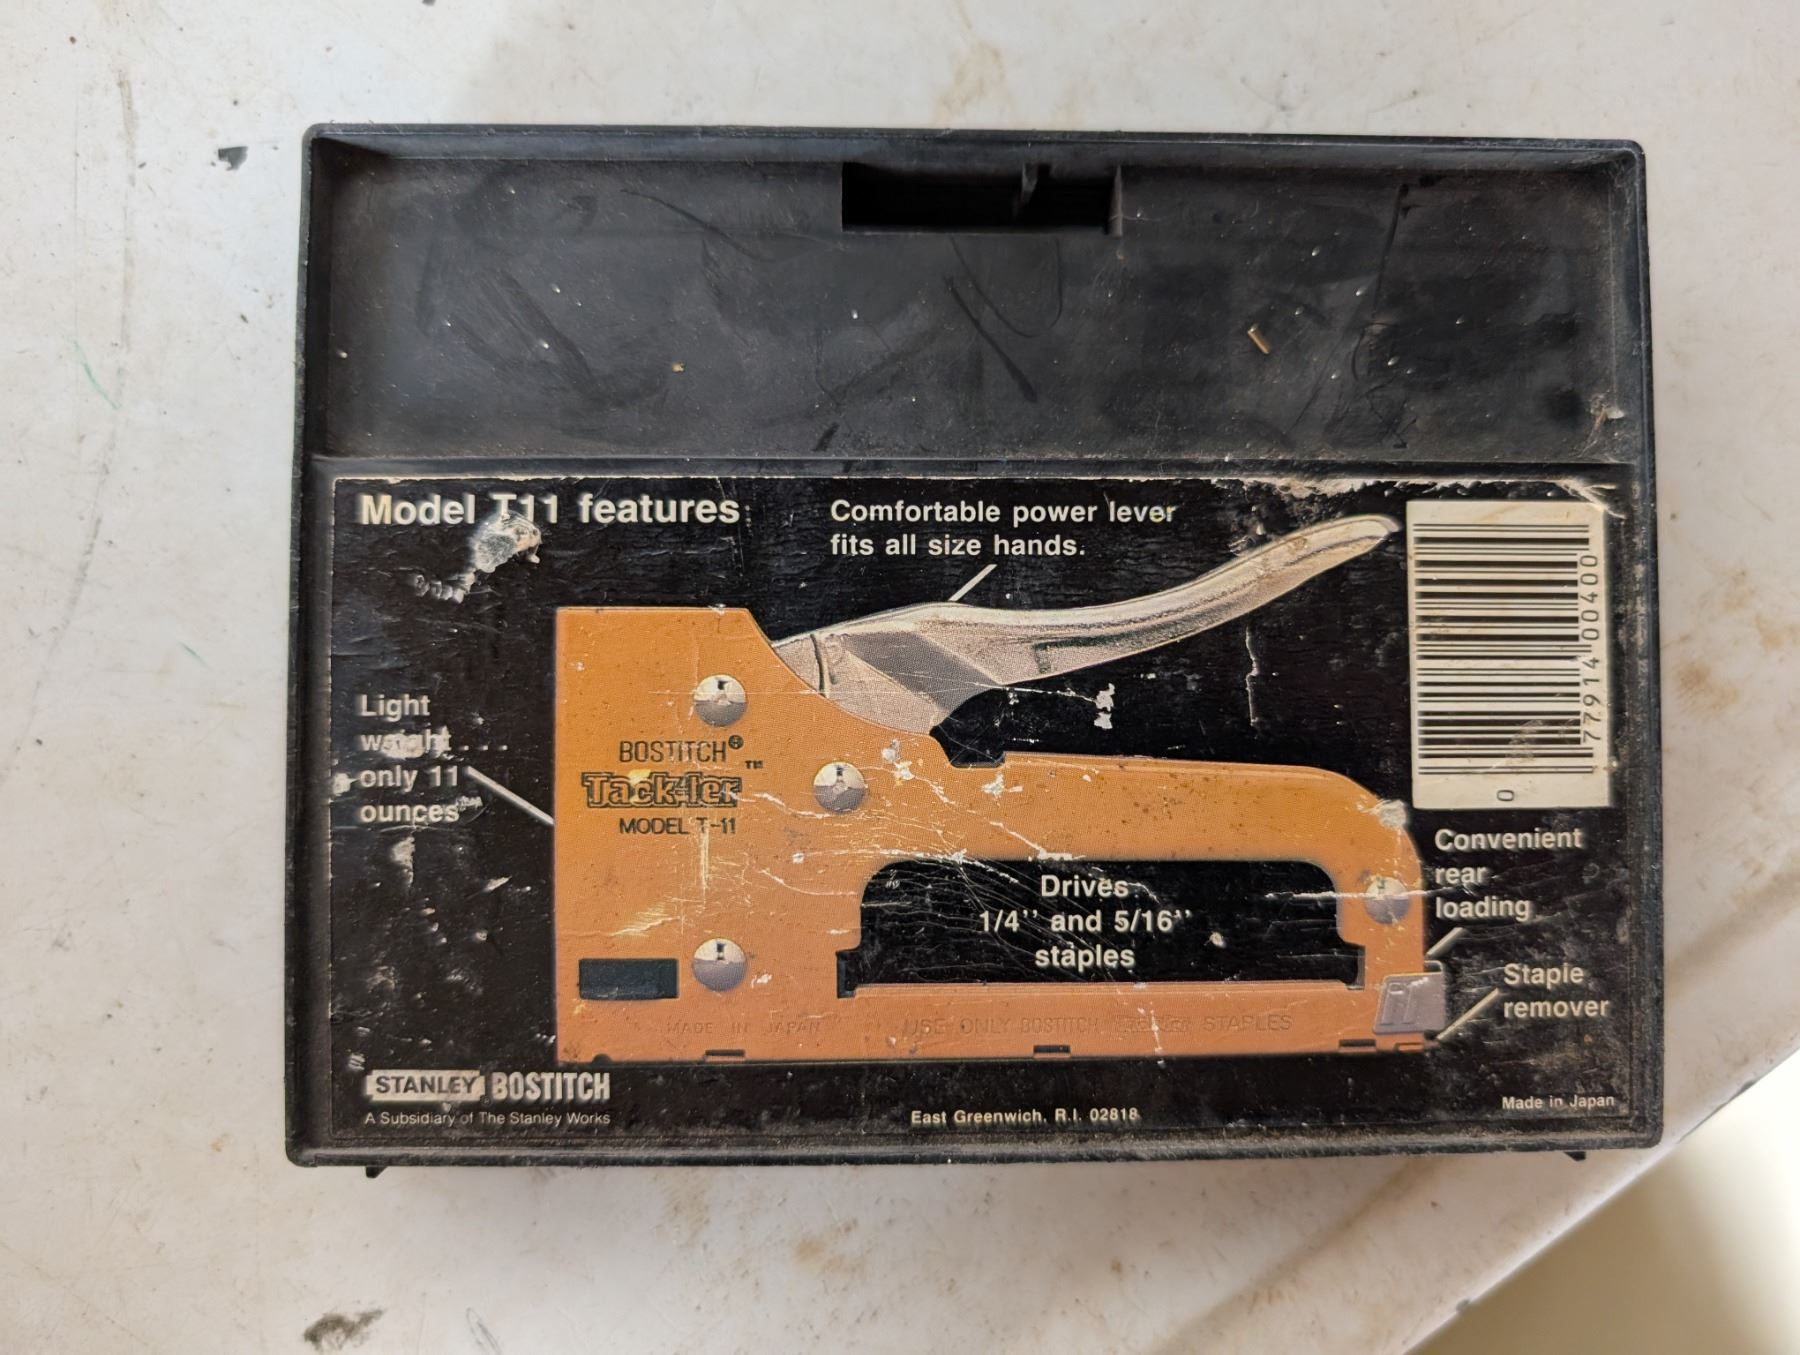 Model T11 features
Comfortable power lever
fits all size hands.
Light
weight...
only 11
ounces
BOSTITCH®
Tack-ler™
MODEL T-11
Drives
1/4'' and 5/16''
staples
0 77914 00400
Convenient
rear
loading
Staple
remover
MADE IN JAPAN
USE ONLY BOSTITCH Tack-ler STAPLES
STANLEY BOSTITCH
A Subsidiary of The Stanley Works
East Greenwich, R.I. 02818
Made in Japan